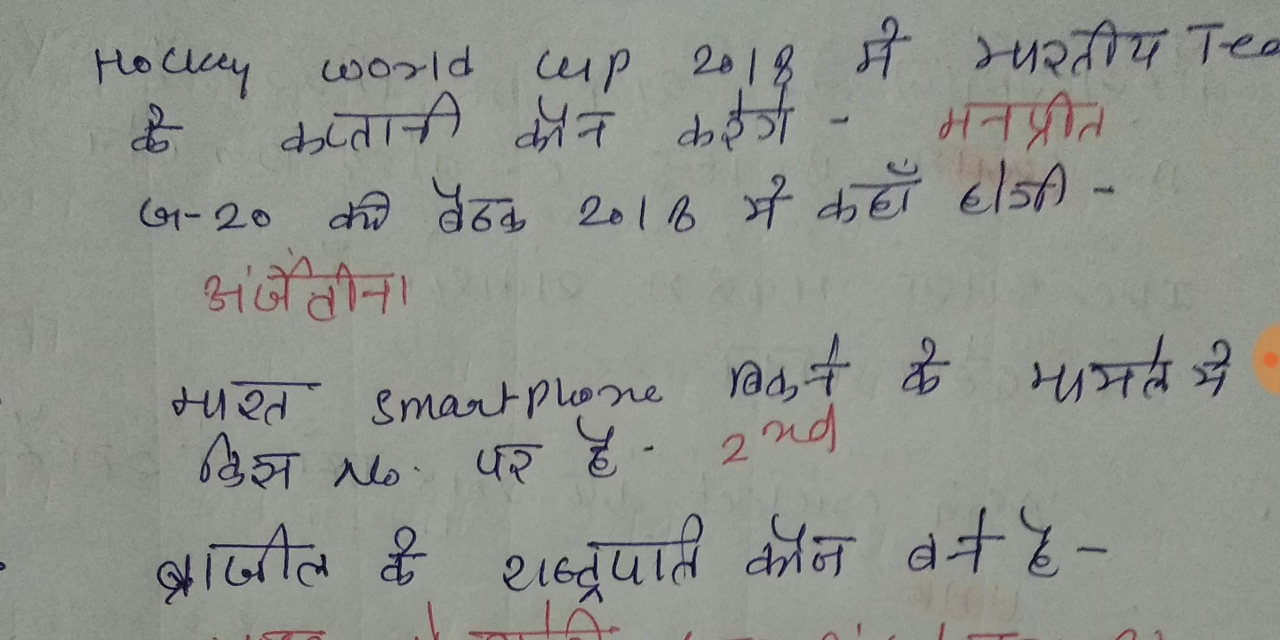 Hockey world cup 2018 में भारतीय Tea
के कप्तानी कौन करेंगे - मनप्रीत
G-20 की बैठक 2018 में कहाँ होगी -
अर्जेंतीना
भारत smartphone बिकने के मामले में
किस No. पर है - 2nd
ब्राजील के राष्ट्रपति कौन बने है -